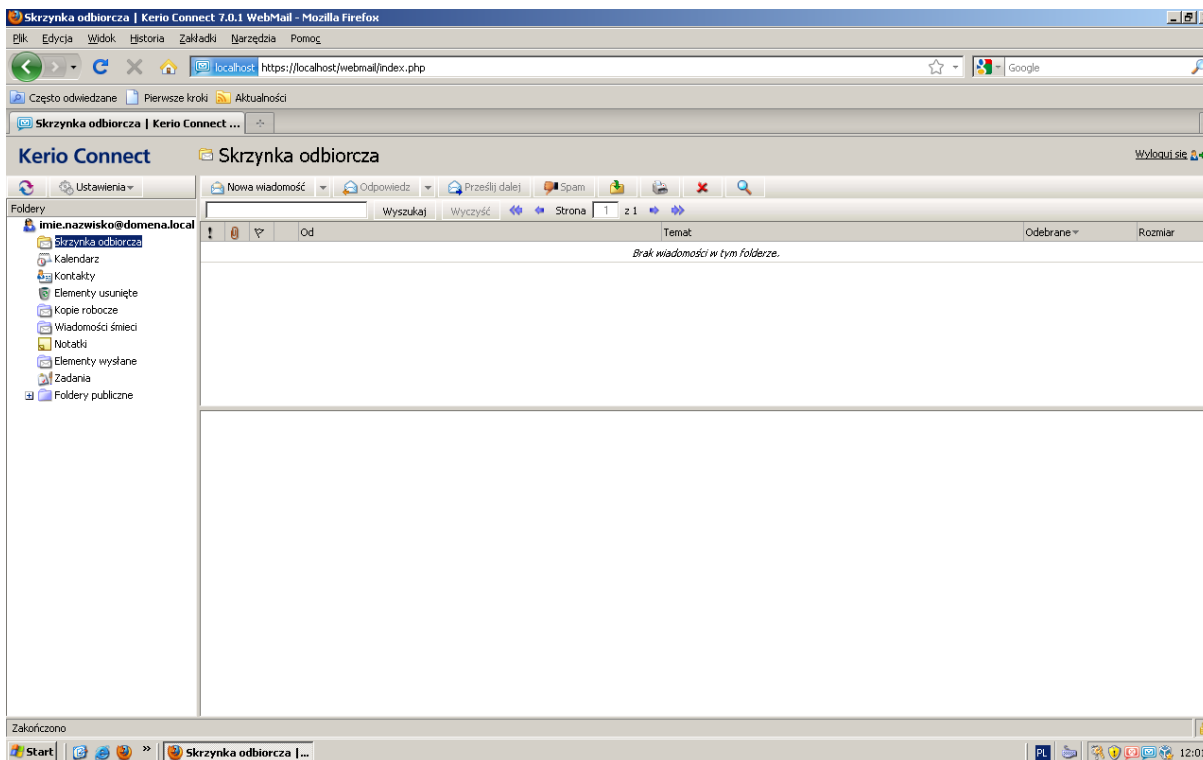 Skrzynka odbiorcza | Kerio Connect 7.0.1 WebMail - Mozilla Firefox
Plik Edycja Widok Historia Zakładki Narzędzia Pomoc
localhost https://localhost/webmail/index.php Google
Często odwiedzane Pierwsze kroki Aktualności
Skrzynka odbiorcza | Kerio Connect ...
Kerio Connect Skrzynka odbiorcza Wyloguj się
Ustawienia Nowa wiadomość Odpowiedz Prześlij dalej Spam
Foldery Wyszukaj Wyczyść Strona 1 z 1
imie.nazwisko@domena.local
! Od Temat Odebrane Rozmiar
Skrzynka odbiorcza
Brak wiadomości w tym folderze.
Kalendarz
Kontakty
Elementy usunięte
Kopie robocze
Wiadomości śmieci
Notatki
Elementy wysłane
Zadania
Foldery publiczne
Zakończono
Start » Skrzynka odbiorcza |... PL